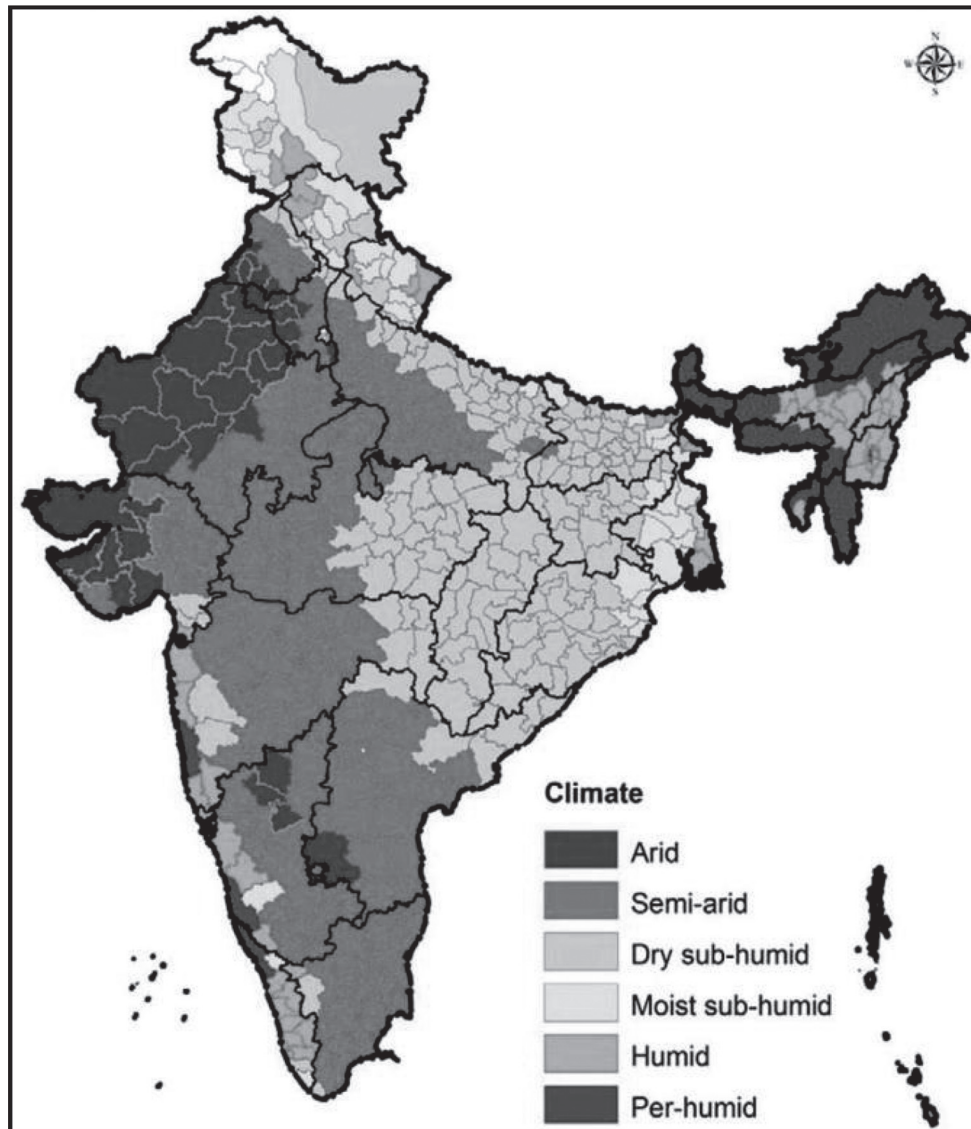 N
W E
S
Climate
Arid
Semi-arid
Dry sub-humid
Moist sub-humid
Humid
Per-humid